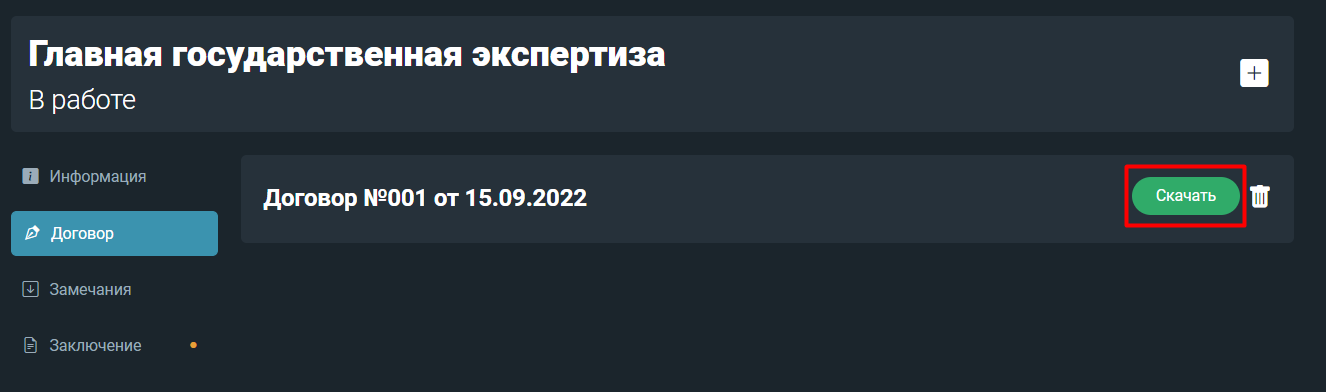 Главная государственная экспертиза
В работе
Информация
Договор
Замечания
Заключение
Договор №001 от 15.09.2022
Скачать